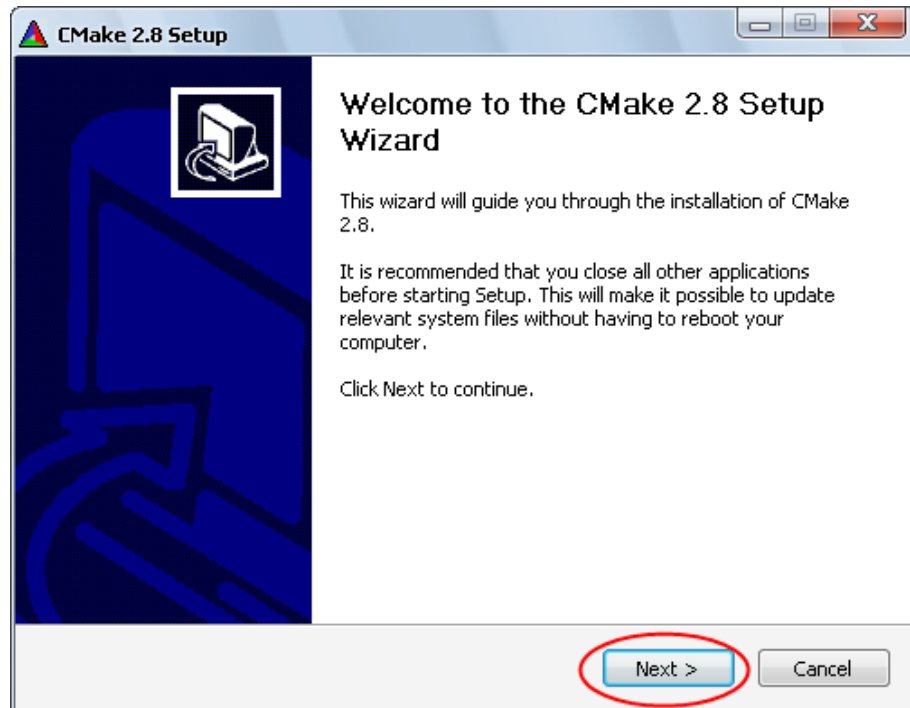 CMake 2.8 Setup
Welcome to the CMake 2.8 Setup
Wizard
This wizard will guide you through the installation of CMake
2.8.
It is recommended that you close all other applications
before starting Setup. This will make it possible to update
relevant system files without having to reboot your
computer.
Click Next to continue.
Next >
Cancel